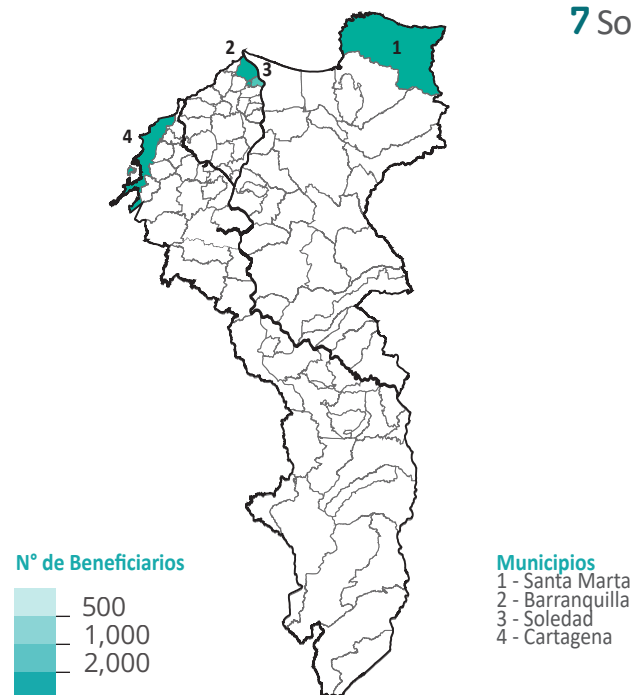 7 So
1
2
3
4
N° de Beneficiarios
500
1,000
2,000
Municipios
1 - Santa Marta
2 - Barranquilla
3 - Soledad
4 - Cartagena